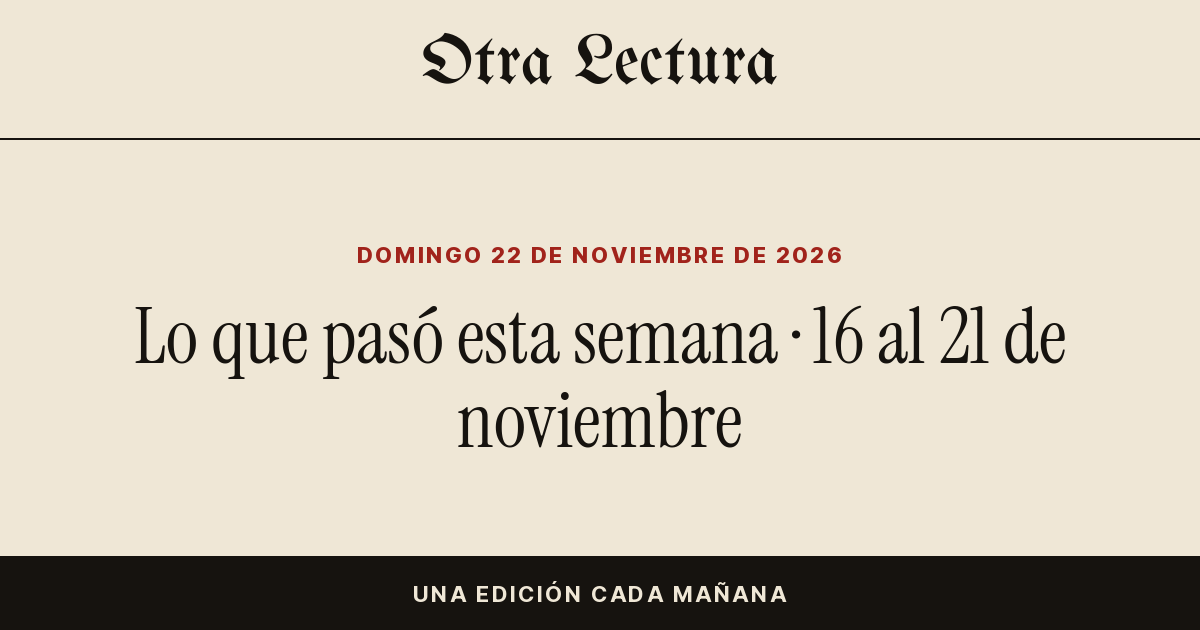 Otra Lectura
DOMINGO 22 DE NOVIEMBRE DE 2026
Lo que pasó esta semana · 16 al 21 de
noviembre
UNA EDICIÓN CADA MAÑANA